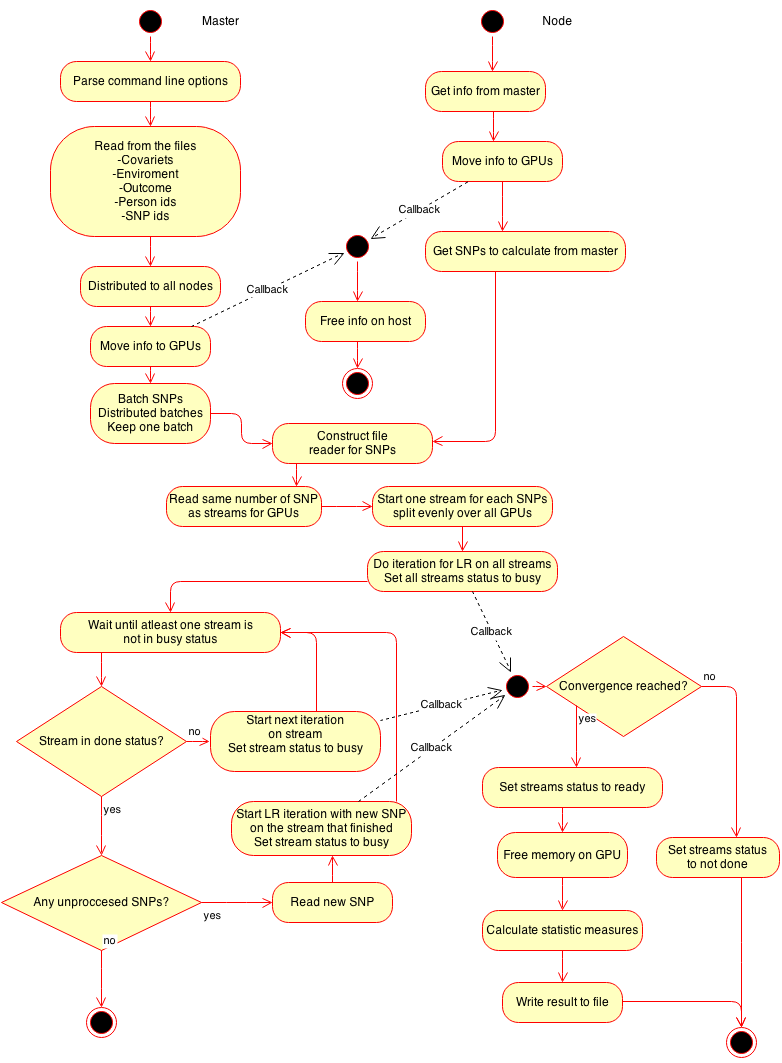 Master
Node
Parse command line options
Get info from master
Read from the files
-Covariets
-Enviroment
-Outcome
-Person ids
-SNP ids
Move info to GPUs
Callback
Get SNPs to calculate from master
Distributed to all nodes
Callback
Free info on host
Move info to GPUs
Batch SNPs
Distributed batches
Keep one batch
Construct file
reader for SNPs
Read same number of SNP
as streams for GPUs
Start one stream for each SNPs
split evenly over all GPUs
Do iteration for LR on all streams
Set all streams status to busy
Wait until atleast one stream is
not in busy status
Callback
Convergence reached?
no
yes
Stream in done status?
no
yes
Start next iteration
on stream
Set stream status to busy
Callback
Callback
Set streams status to ready
Start LR iteration with new SNP
on the stream that finished
Set stream status to busy
Free memory on GPU
Set streams status
to not done
Any unproccesed SNPs?
yes
no
Read new SNP
Calculate statistic measures
Write result to file